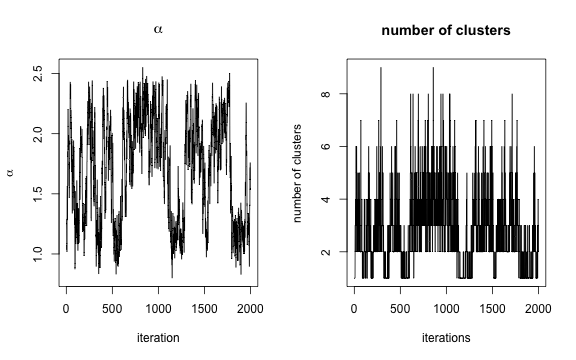 α
α
2.5
2.0
1.5
1.0
0 500 1000 1500 2000
iteration
number of clusters
number of clusters
8
6
4
2
0 500 1000 1500 2000
iterations